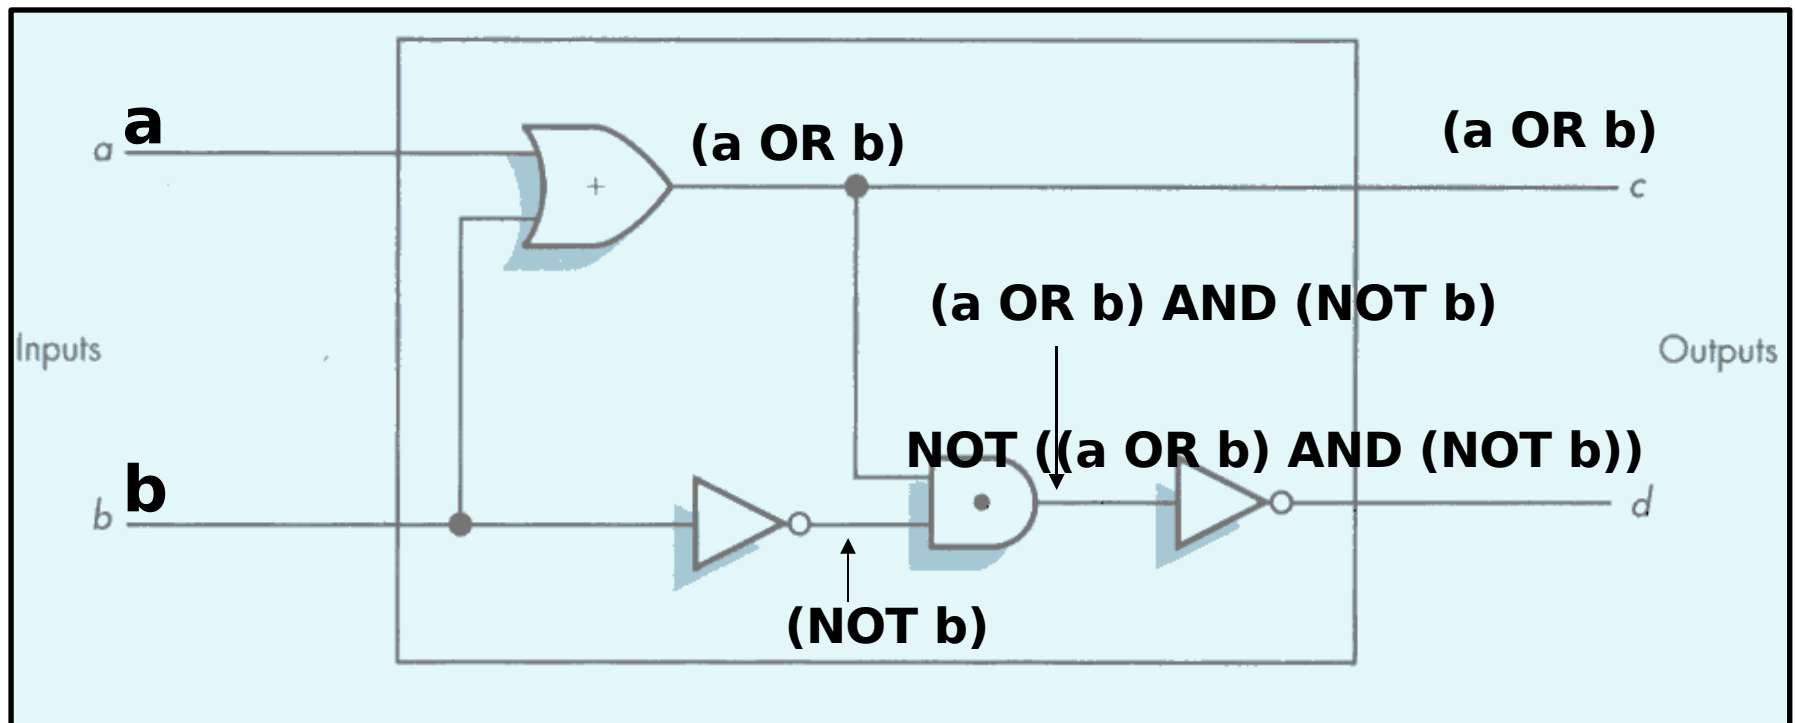 a
a
(a OR b)
(a OR b)
+
c
(a OR b) AND (NOT b)
Inputs
Outputs
NOT ((a OR b) AND (NOT b))
b
b
d
(NOT b)